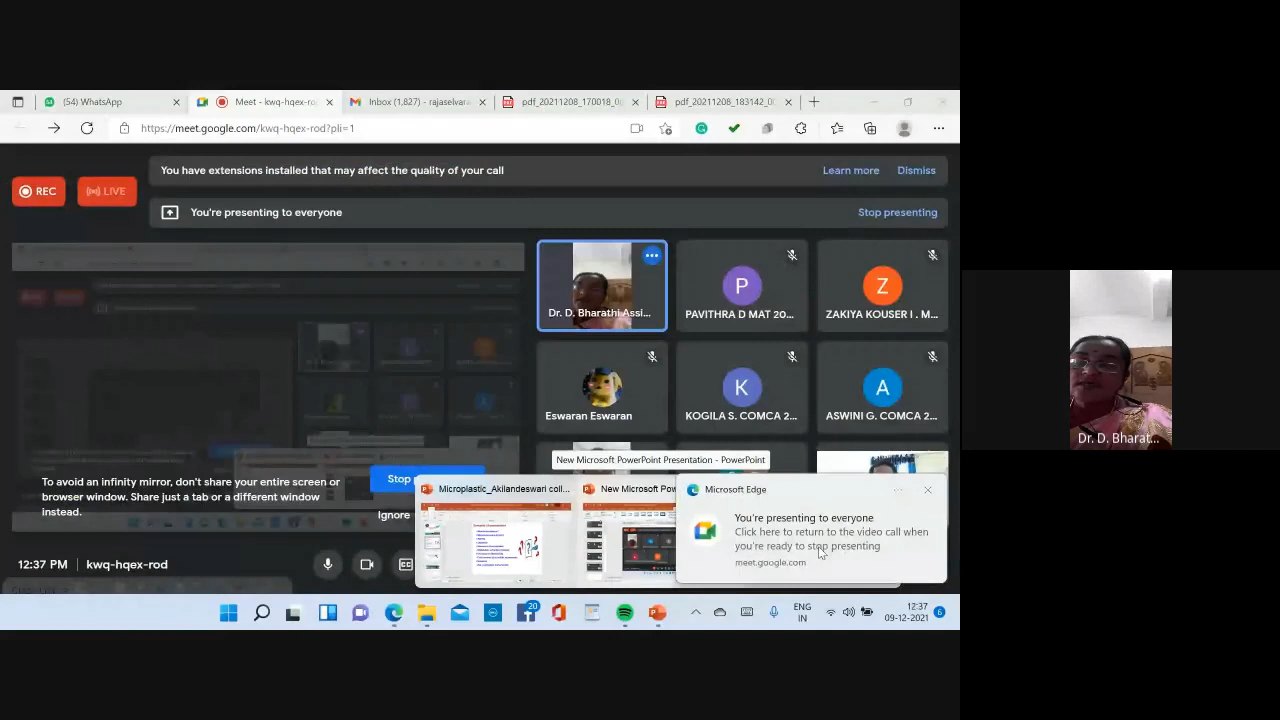 (54) WhatsApp
Meet - kwq-hqex-ro
Inbox (1,827) - rajaselvara
pdf_20211208_170018_0
pdf_20211208_183142_0
https://meet.google.com/kwq-hqex-rod?pli=1
REC
LIVE
You have extensions installed that may affect the quality of your call
Learn more
Dismiss
You're presenting to everyone
Stop presenting
Dr. D. Bharathi Assi...
PAVITHRA D MAT 20...
ZAKIYA KOUSER I . M...
Eswaran Eswaran
KOGILA S. COMCA 2...
ASWINI G. COMCA 2...
Dr. D. Bharat...
To avoid an infinity mirror, don't share your entire screen or
browser window. Share just a tab or a different window
instead.
Stop
Ignore
New Microsoft PowerPoint Presentation - PowerPoint
Microplastic_Akilandeswari coll...
New Microsoft Pow
Microsoft Edge
You're presenting to everyone
Click here to return to the video call when
you're ready to stop presenting
meet.google.com
12:37 PM
kwq-hqex-rod
20
ENG
IN
12:37
09-12-2021
6